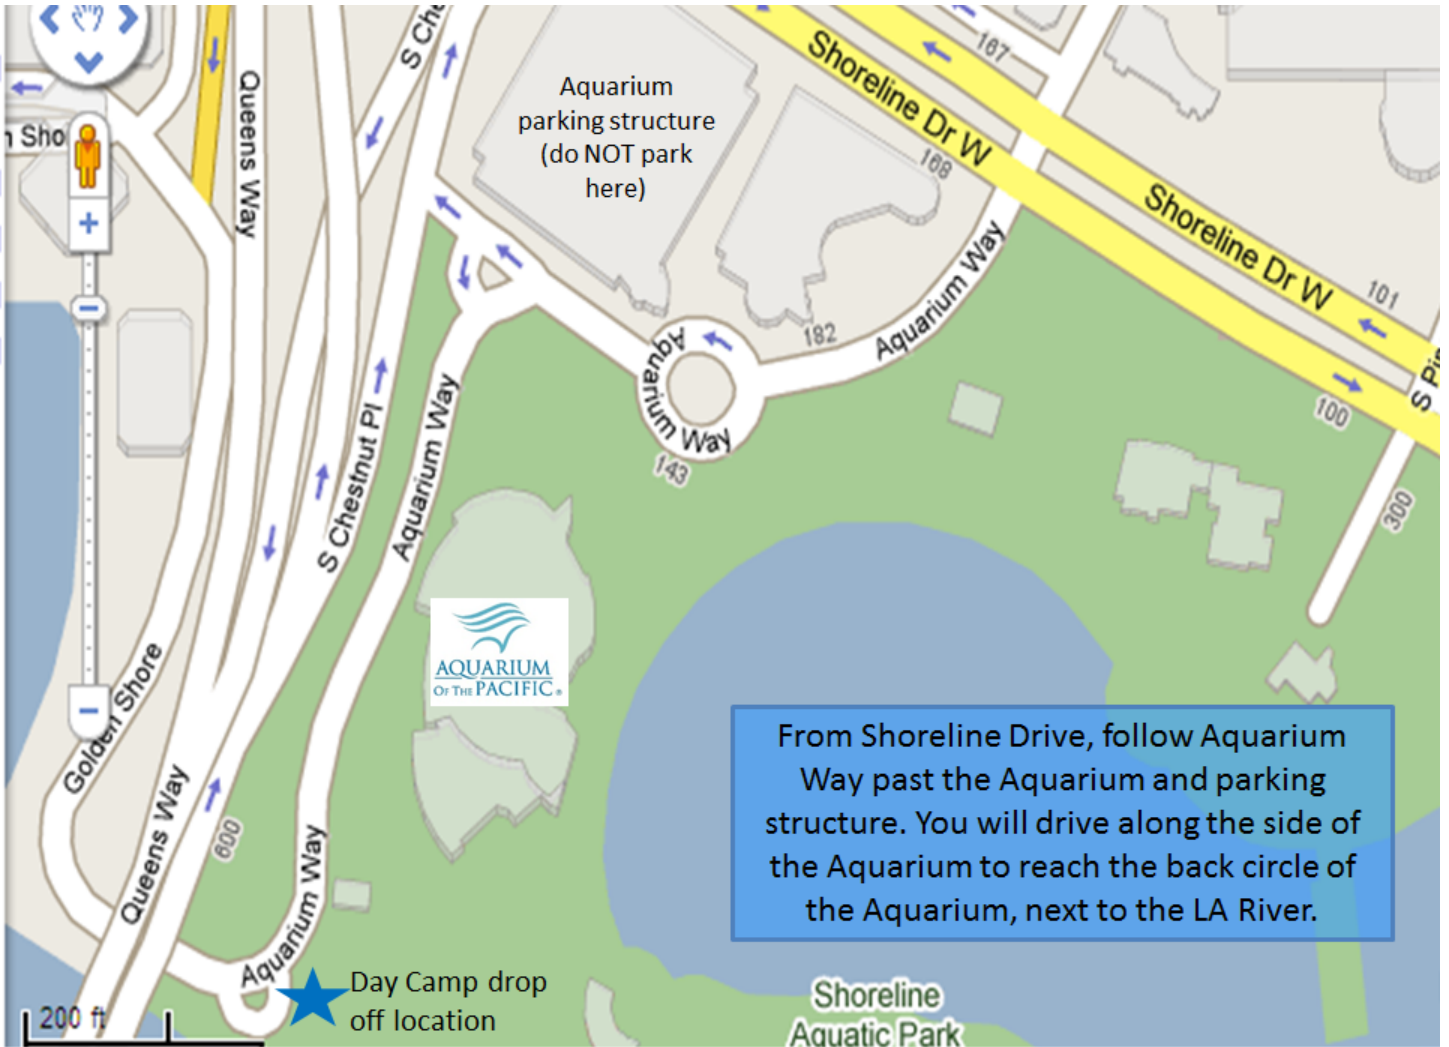 S Ch
167
Shoreline Dr W
Aquarium
parking structure
(do NOT park
here)
Queens Way
n Sho
168
Shoreline Dr W
Aquarium Way
101
182
Aquarium Way
S Pi
100
143
S Chestnut Pl
Aquarium Way
300
AQUARIUM
OF THE PACIFIC®
Golden Shore
From Shoreline Drive, follow Aquarium
Way past the Aquarium and parking
structure. You will drive along the side of
the Aquarium to reach the back circle of
the Aquarium, next to the LA River.
600
Queens Way
Aquarium Way
Day Camp drop
off location
200 ft
Shoreline
Aquatic Park